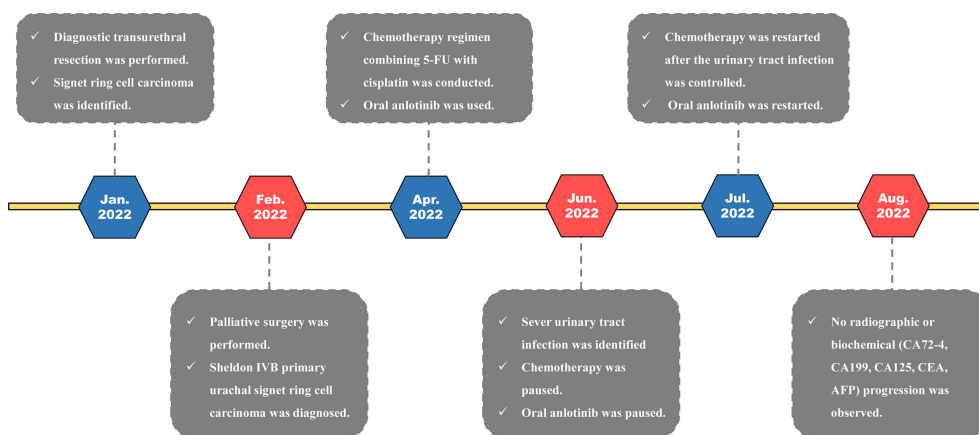 ✓ Diagnostic transurethral
resection was performed.
✓ Signet ring cell carcinoma
was identified.
✓ Chemotherapy regimen
combining 5-FU with
cisplatin was conducted.
✓ Oral anlotinib was used.
✓ Chemotherapy was restarted
after the urinary tract infection
was controlled.
✓ Oral anlotinib was restarted.
Jan.
2022
Feb.
2022
Apr.
2022
Jun.
2022
Jul.
2022
Aug.
2022
✓ Palliative surgery was
performed.
✓ Sheldon IVB primary
urachal signet ring cell
carcinoma was diagnosed.
✓ Sever urinary tract
infection was identified
✓ Chemotherapy was
paused.
✓ Oral anlotinib was paused.
✓ No radiographic or
biochemical (CA72-4,
CA199, CA125, CEA,
AFP) progression was
observed.